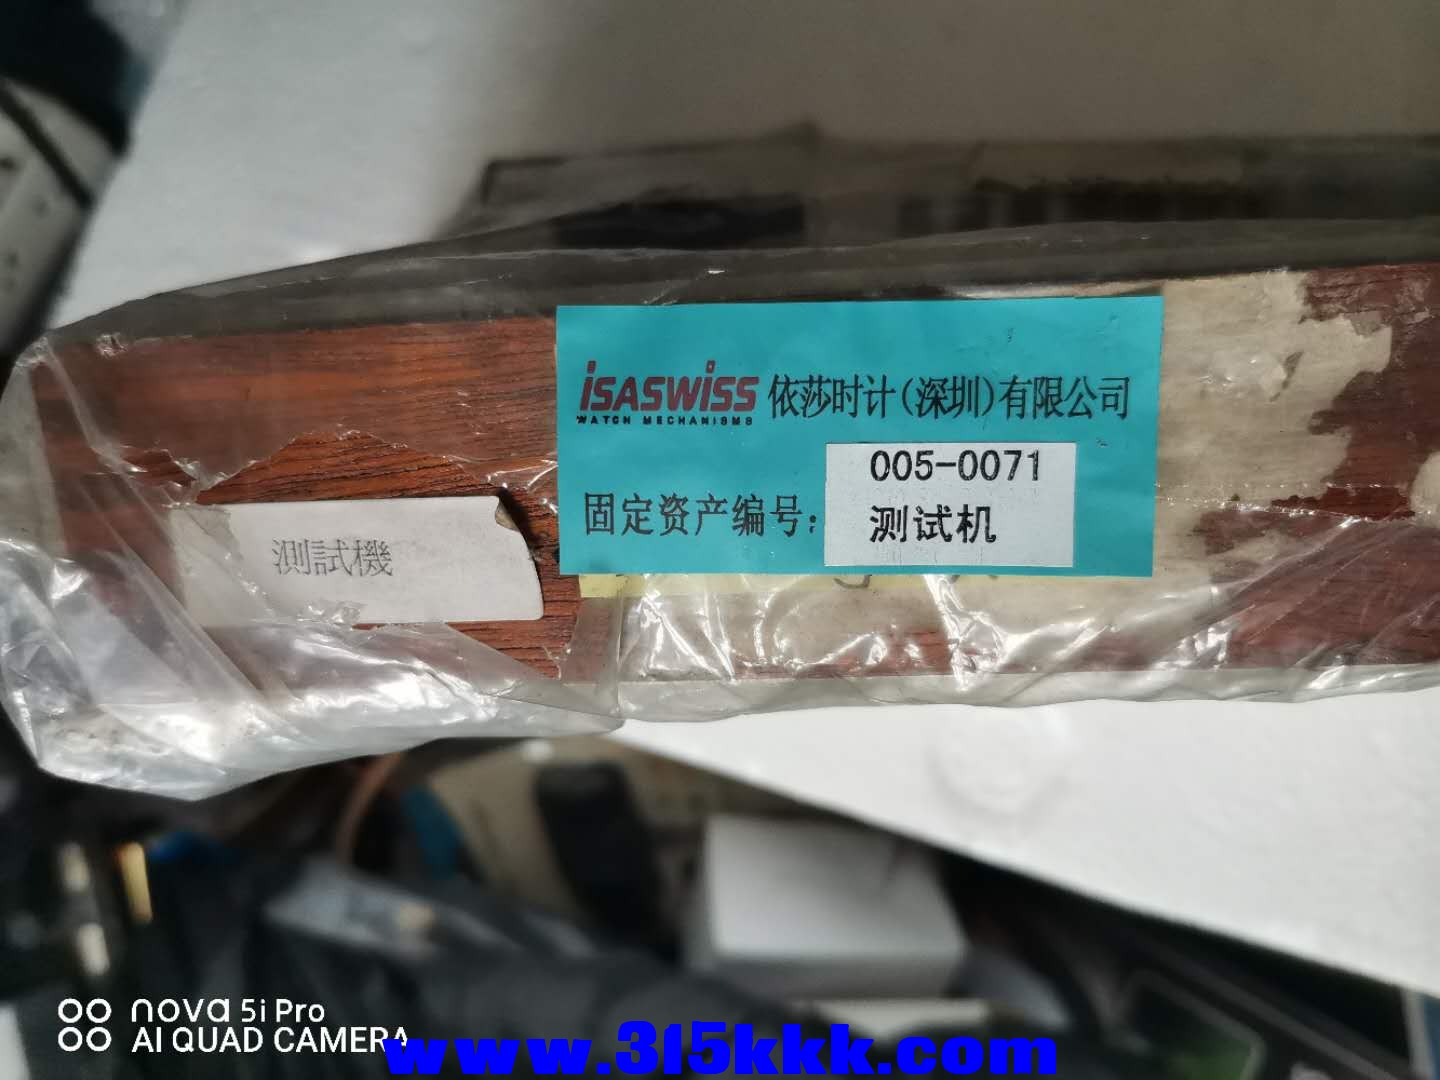 ISASWISS
WATCH MECHANISMS
依莎时计(深圳)有限公司
固定资产编号:
005-0071
测试机
測試機
nova 5i Pro
AI QUAD CAMERA
www.315kkk.com